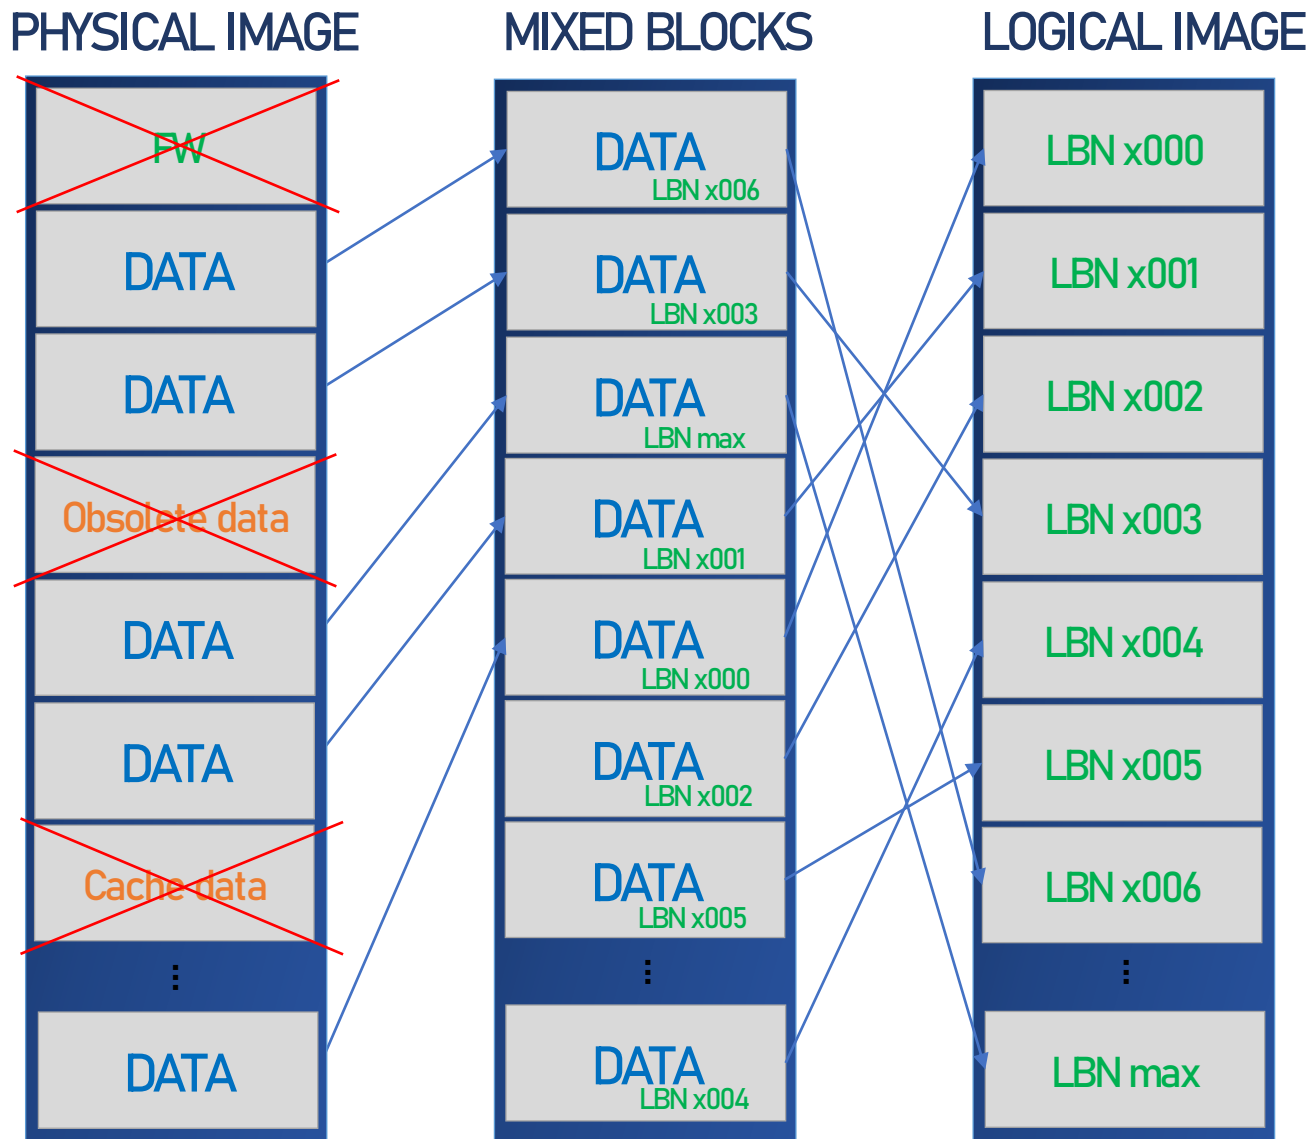 PHYSICAL IMAGE
FW
DATA
DATA
Obsolete data
DATA
DATA
Cache data
...
DATA
MIXED BLOCKS
DATA
LBN x006
DATA
LBN x003
DATA
LBN max
DATA
LBN x001
DATA
LBN x000
DATA
LBN x002
DATA
LBN x005
...
DATA
LBN x004
LOGICAL IMAGE
LBN x000
LBN x001
LBN x002
LBN x003
LBN x004
LBN x005
LBN x006
...
LBN max